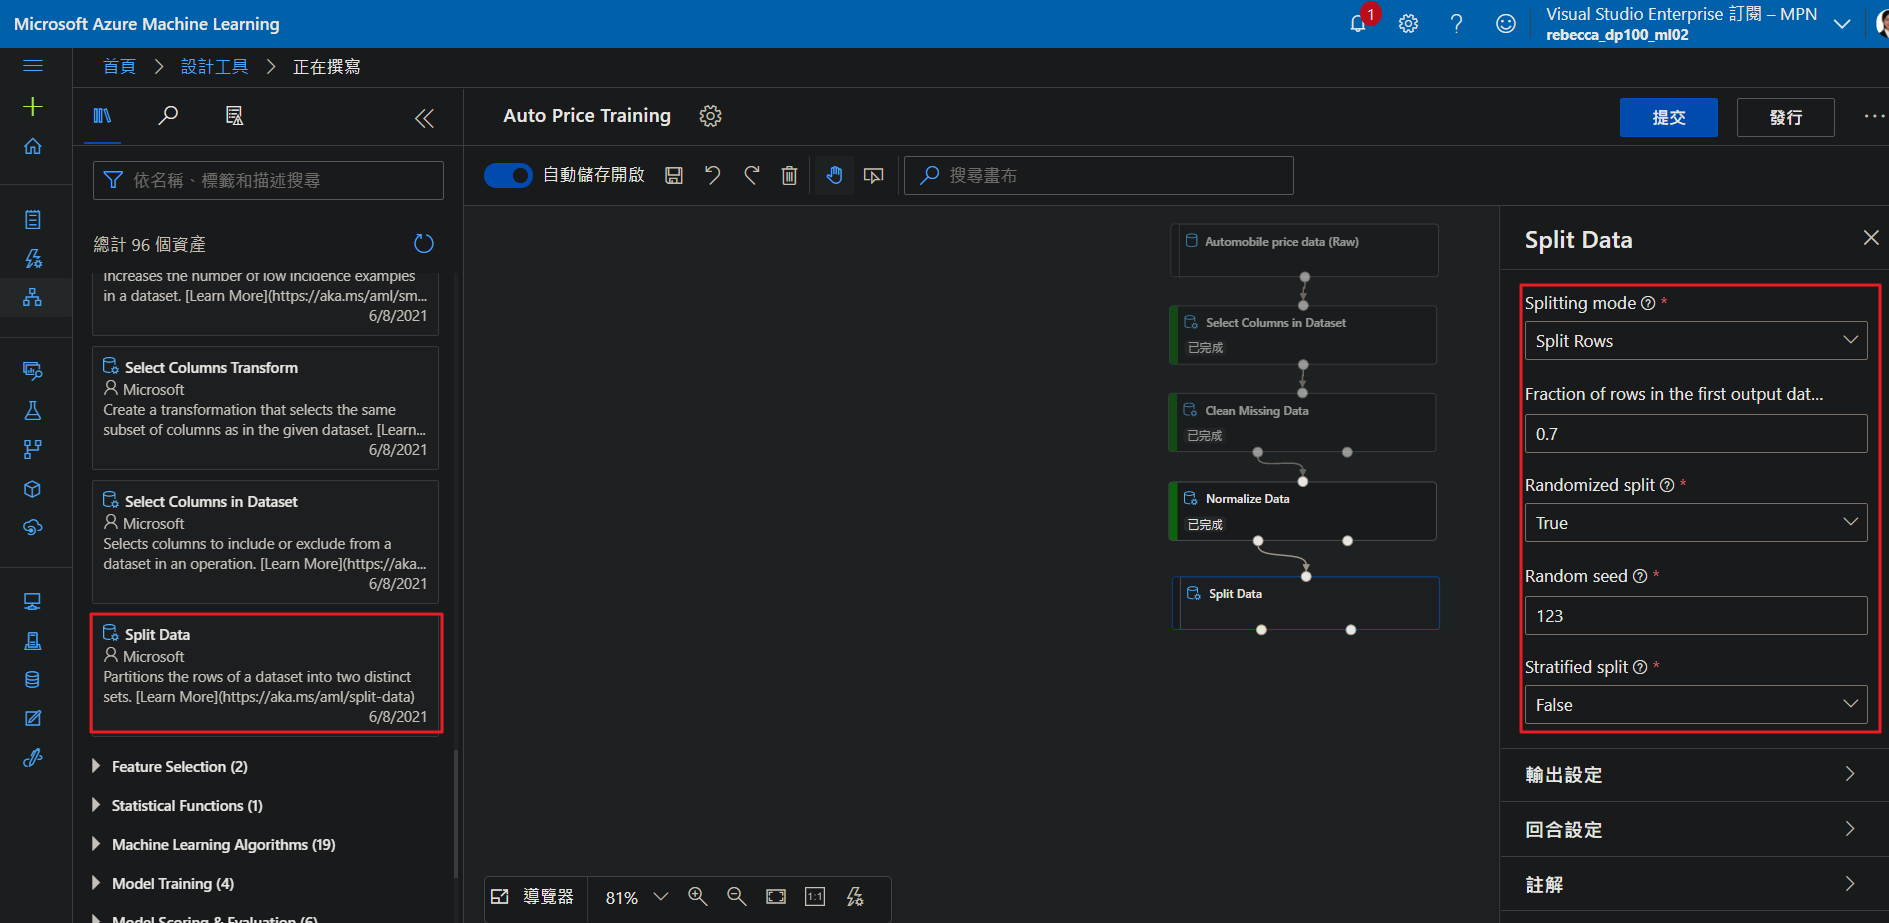 Microsoft Azure Machine Learning
1
Visual Studio Enterprise 訂閱 – MPN
rebecca_dp100_ml02
首頁 > 設計工具 > 正在撰寫
Auto Price Training
提交
發行
依名稱、標籤和描述搜尋
自動儲存開啟
搜尋畫布
總計 96 個資產
Increases the number of low incidence examples
in a dataset. [Learn More](https://aka.ms/aml/sm...
6/8/2021
Select Columns Transform
Microsoft
Create a transformation that selects the same
subset of columns as in the given dataset. [Learn...
6/8/2021
Select Columns in Dataset
Microsoft
Selects columns to include or exclude from a
dataset in an operation. [Learn More](https://aka...
6/8/2021
Split Data
Microsoft
Partitions the rows of a dataset into two distinct
sets. [Learn More](https://aka.ms/aml/split-data)
6/8/2021
Feature Selection (2)
Statistical Functions (1)
Machine Learning Algorithms (19)
Model Training (4)
Model Scoring & Evaluation (6)
Automobile price data (Raw)
Select Columns in Dataset
已完成
Clean Missing Data
已完成
Normalize Data
已完成
Split Data
導覽器
81%
1:1
Split Data
Splitting mode *
Split Rows
Fraction of rows in the first output dat...
0.7
Randomized split *
True
Random seed *
123
Stratified split *
False
輸出設定
回合設定
註解